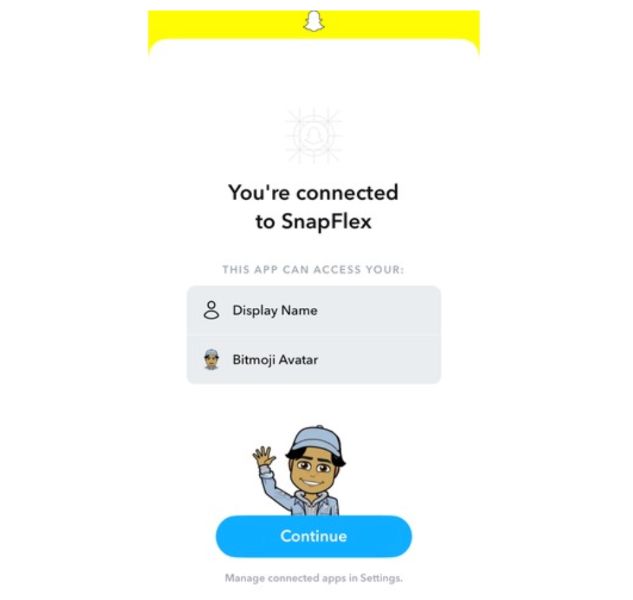 You're connected
to SnapFlex
THIS APP CAN ACCESS YOUR:
Display Name
Bitmoji Avatar
Continue
Manage connected apps in Settings.